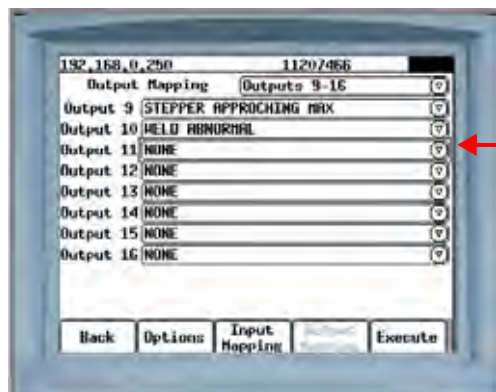 192.168.0.250 11207466
Output Mapping Outputs 9-16
Output 9 STEPPER APPROCHING MAX
Output 10 WELD ABNORMAL
Output 11 NONE
Output 12 NONE
Output 13 NONE
Output 14 NONE
Output 15 NONE
Output 16 NONE
Back Options Input Mapping Execute